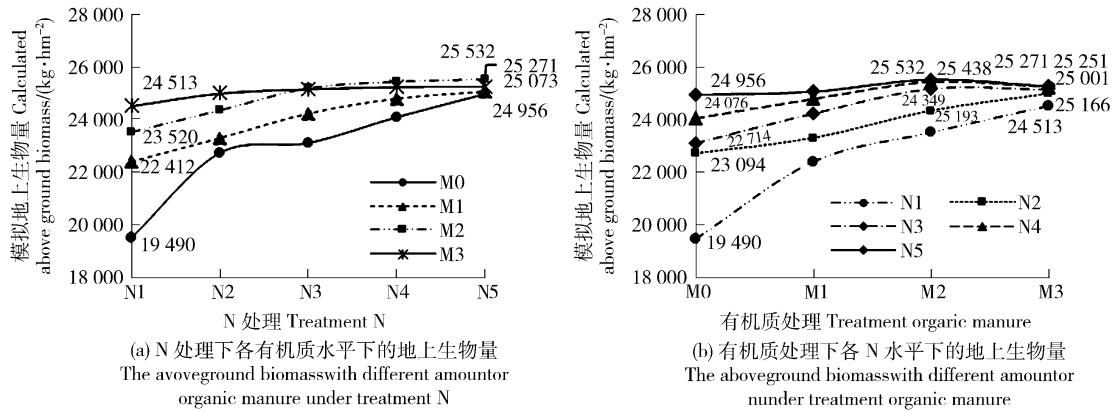 模拟地上生物量 Calculated
above ground biomass/(kg·hm⁻²)
28 000
26 000
24 000
22 000
20 000
18 000
24 513
23 520
22 412
19 490
25 532
25 271
25 073
24 956
M0
M1
M2
M3
N1 N2 N3 N4 N5
N 处理 Treatment N
(a) N 处理下各有机质水平下的地上生物量
The avoveground biomasswith different amountor
organic manure under treatment N
模拟地上生物量 Calculated
above ground biomass/(kg·hm⁻²)
28 000
26 000
24 000
22 000
20 000
18 000
24 956
24 076
22 714
23 094
19 490
25 532 25 438
24 349
25 193
25 271 25 251
25 001
25 166
24 513
N1 N2
N3 N4
N5
M0 M1 M2 M3
有机质处理 Treatment orgaric manure
(b) 有机质处理下各 N 水平下的地上生物量
The aboveground biomasswith different amountor
nunder treatment organic manure